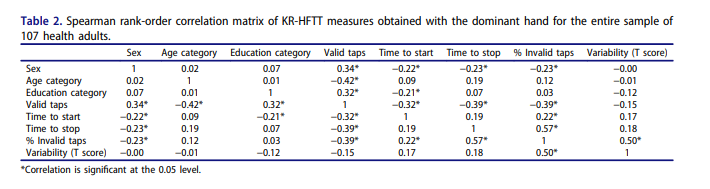 Table 2. Spearman rank-order correlation matrix of KR-HFTT measures obtained with the dominant hand for the entire sample of
107 health adults.
Sex Age category Education category Valid taps Time to start Time to stop % Invalid taps Variability (T score)
Sex 1 0.02 0.07 0.34* −0.22* −0.23* −0.23* −0.00
Age category 0.02 1 0.01 −0.42* 0.09 0.19 0.12 −0.01
Education category 0.07 0.01 1 0.32* −0.21* 0.07 0.03 −0.12
Valid taps 0.34* −0.42* 0.32* 1 −0.32* −0.39* −0.39* −0.15
Time to start −0.22* 0.09 −0.21* −0.32* 1 0.19 0.22* 0.17
Time to stop −0.23* 0.19 0.07 −0.39* 0.19 1 0.57* 0.18
% Invalid taps −0.23* 0.12 0.03 −0.39* 0.22* 0.57* 1 0.50*
Variability (T score) −0.00 −0.01 −0.12 −0.15 0.17 0.18 0.50* 1
*Correlation is significant at the 0.05 level.